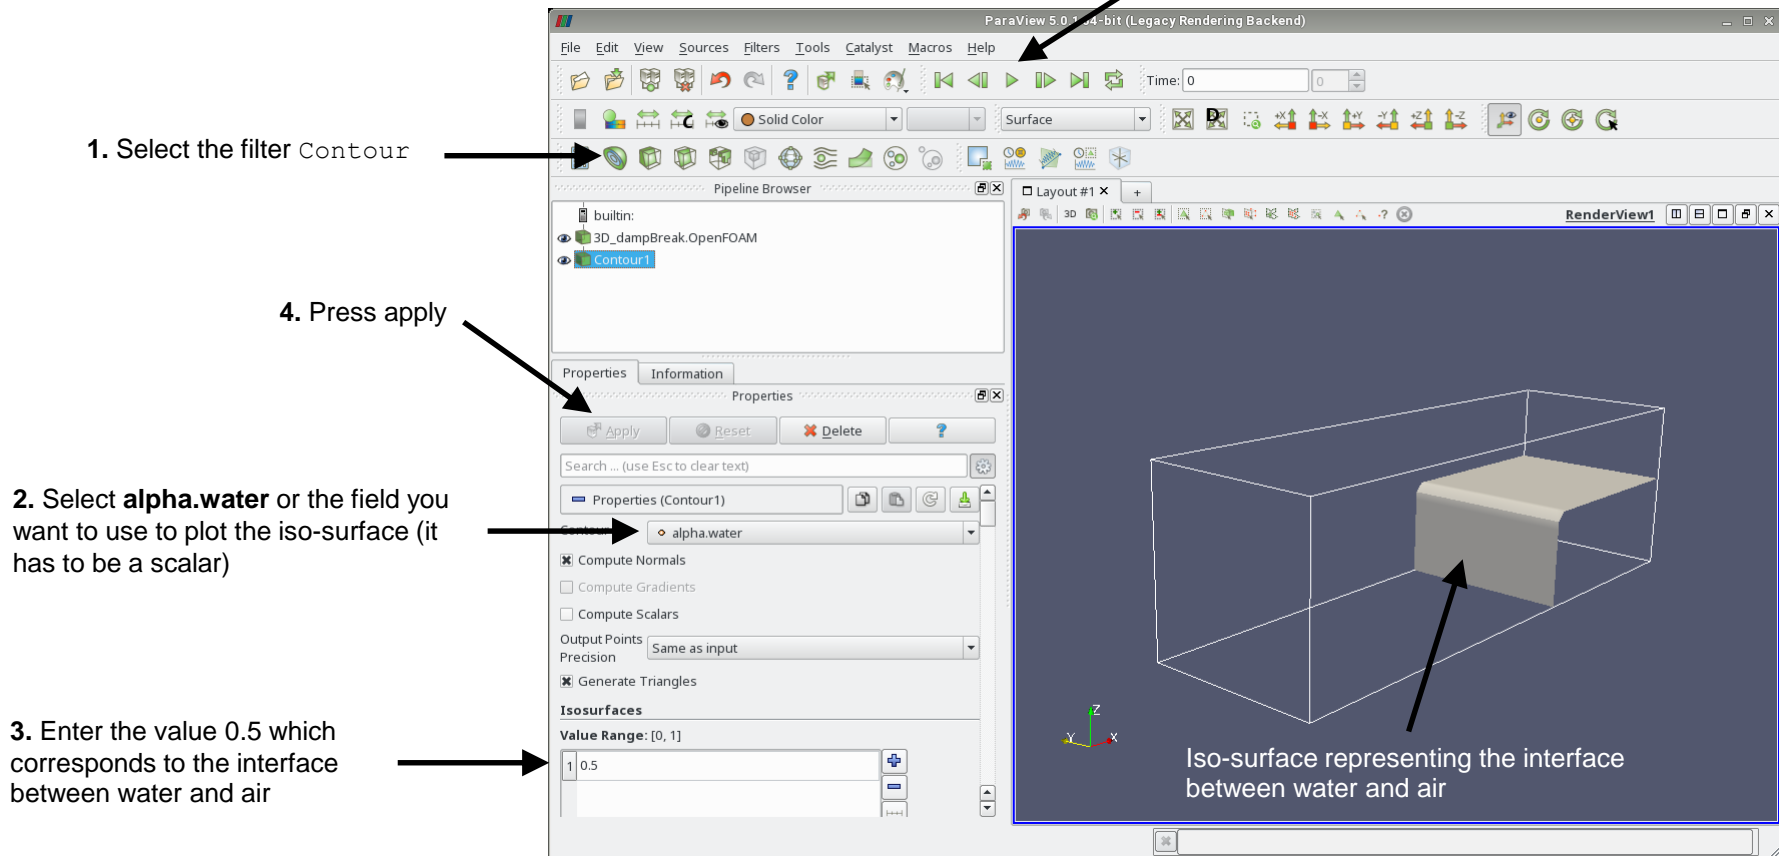 ParaView 5.0.1 64-bit (Legacy Rendering Backend)
File Edit View Sources Filters Tools Catalyst Macros Help
Time: 0 0
Solid Color Surface
1. Select the filter Contour
Pipeline Browser
Layout #1 +
builtin:
3D RenderView1
3D_dampBreak.OpenFOAM
Contour1
4. Press apply
Properties Information
Properties
Apply Reset Delete ?
Search ... (use Esc to clear text)
Properties (Contour1)
2. Select alpha.water or the field you
want to use to plot the iso-surface (it
has to be a scalar)
Contour alpha.water
Compute Normals
Compute Gradients
Compute Scalars
Output Points
Precision
Same as input
Generate Triangles
Isosurfaces
Value Range: [0, 1]
1 0.5
3. Enter the value 0.5 which
corresponds to the interface
between water and air
Z
Y X
Iso-surface representing the interface
between water and air